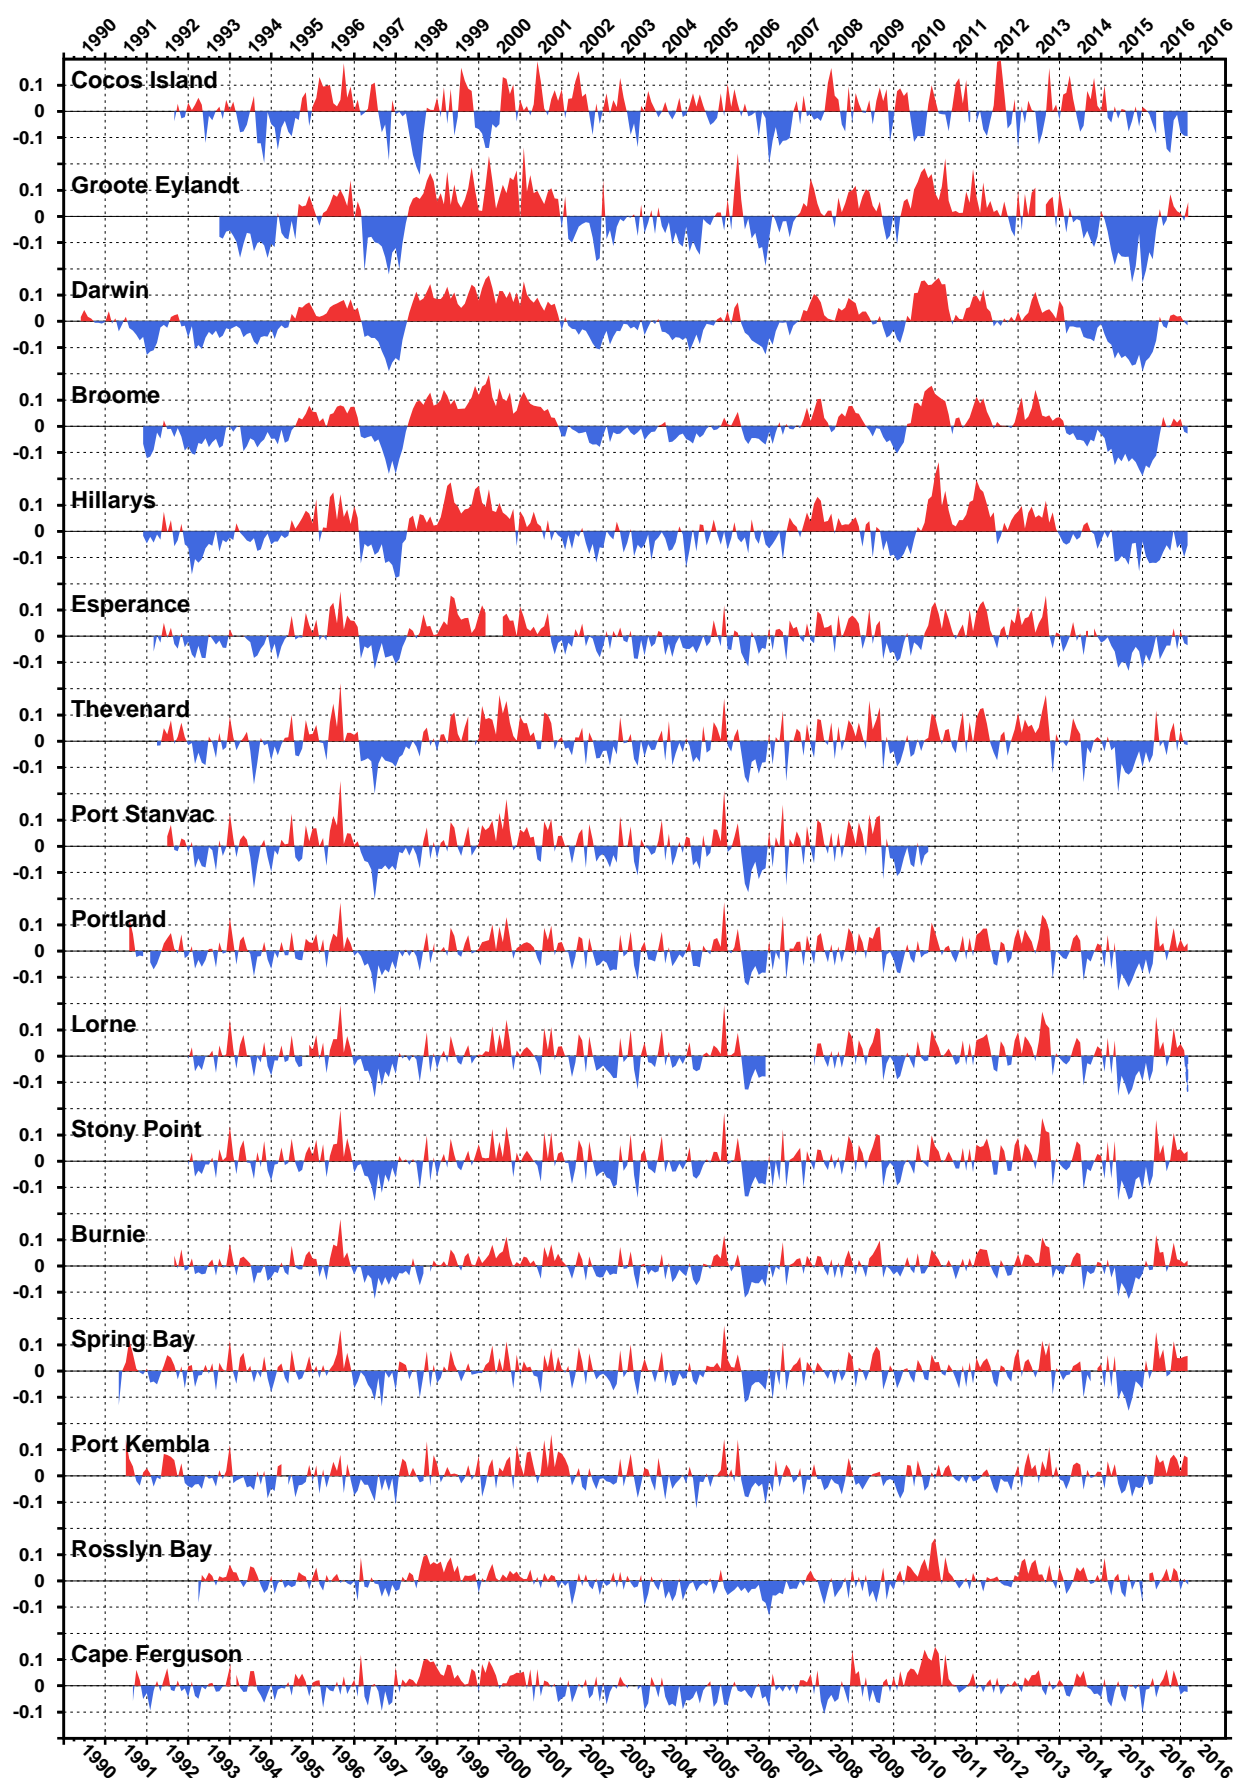 1990 1991 1992 1993 1994 1995 1996 1997 1998 1999 2000 2001 2002 2003 2004 2005 2006 2007 2008 2009 2010 2011 2012 2013 2014 2015 2016 2016
Cocos Island
0.1
0
-0.1
Groote Eylandt
0.1
0
-0.1
Darwin
0.1
0
-0.1
Broome
0.1
0
-0.1
Hillarys
0.1
0
-0.1
Esperance
0.1
0
-0.1
Thevenard
0.1
0
-0.1
Port Stanvac
0.1
0
-0.1
Portland
0.1
0
-0.1
Lorne
0.1
0
-0.1
Stony Point
0.1
0
-0.1
Burnie
0.1
0
-0.1
Spring Bay
0.1
0
-0.1
Port Kembla
0.1
0
-0.1
Rosslyn Bay
0.1
0
-0.1
Cape Ferguson
0.1
0
-0.1
1990 1991 1992 1993 1994 1995 1996 1997 1998 1999 2000 2001 2002 2003 2004 2005 2006 2007 2008 2009 2010 2011 2012 2013 2014 2015 2016 2016